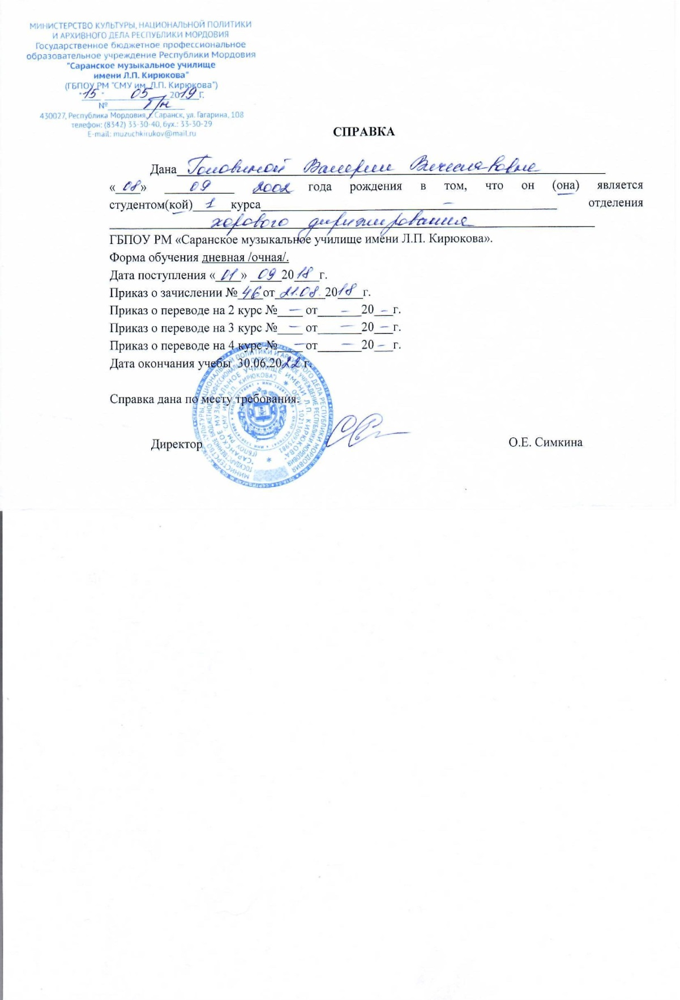 МИНИСТЕРСТВО КУЛЬТУРЫ, НАЦИОНАЛЬНОЙ ПОЛИТИКИ
И АРХИВНОГО ДЕЛА РЕСПУБЛИКИ МОРДОВИЯ
Государственное бюджетное профессиональное
образовательное учреждение Республики Мордовия
"Саранское музыкальное училище
имени Л.П. Кирюкова"
(ГБПОУ РМ "СМУ им. Л.П. Кирюкова")
"15" 05 2019 г.
№
430027, Республика Мордовия, г. Саранск, ул. Гагарина, 108
телефон: (8342) 33-30-40, бух.: 33-30-29
E-mail: muzuchkirukov@mail.ru
СПРАВКА
Дана Головиной Валерии Вячеславовне
«08» 09 2002 года рождения в том, что он (она) является
студентом(кой) 1 курса – отделения
хорового дирижирования
ГБПОУ РМ «Саранское музыкальное училище имени Л.П. Кирюкова».
Форма обучения дневная /очная/.
Дата поступления «01» 09 2018 г.
Приказ о зачислении № 46 от 21.08. 2018 г.
Приказ о переводе на 2 курс № – от – 20 – г.
Приказ о переводе на 3 курс № – от – 20 – г.
Приказ о переводе на 4 курс № – от – 20 – г.
Дата окончания учебы 30.06.2022 г.
Справка дана по месту требования.
Директор О.Е. Симкина